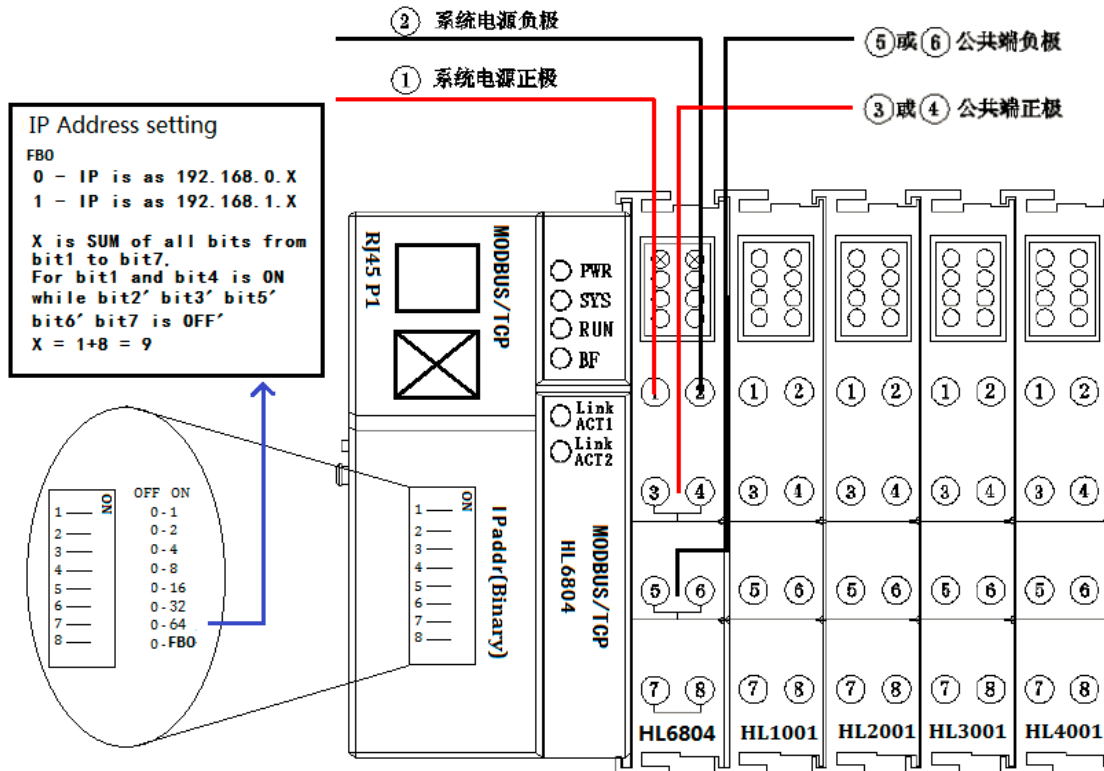 ② 系统电源负极
① 系统电源正极
⑤或⑥ 公共端负极
③或④ 公共端正极
IP Address setting
FBO
0 - IP is as 192.168.0.X
1 - IP is as 192.168.1.X
X is SUM of all bits from
bit1 to bit7.
For bit1 and bit4 is ON
while bit2′ bit3′ bit5′
bit6′ bit7 is OFF′
X = 1+8 = 9
ON
1
2
3
4
5
6
7
8
OFF ON
0-1
0-2
0-4
0-8
0-16
0-32
0-64
0-FBO
RJ45 P1
MODBUS/TCP
PWR
SYS
RUN
BF
Link
ACT1
Link
ACT2
ON
1
2
3
4
5
6
7
8
IPaddr(Binary)
MODBUS/TCP
HL6804
① ② ① ② ① ② ① ② ① ②
③ ④ ③ ④ ③ ④ ③ ④ ③ ④
⑤ ⑥ ⑤ ⑥ ⑤ ⑥ ⑤ ⑥ ⑤ ⑥
⑦ ⑧ ⑦ ⑧ ⑦ ⑧ ⑦ ⑧ ⑦ ⑧
HL6804 HL1001 HL2001 HL3001 HL4001